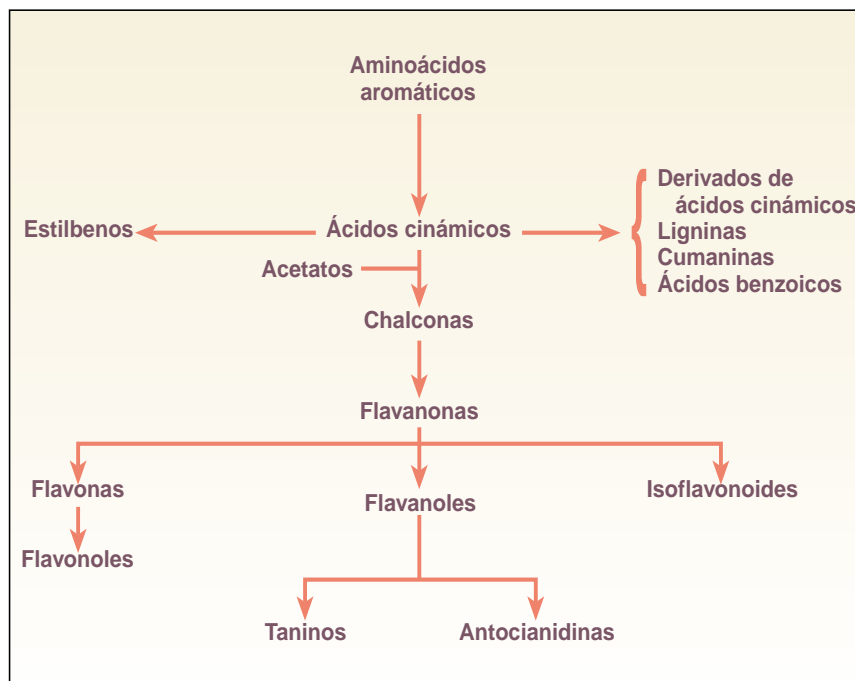 Aminoácidos
aromáticos
Estilbenos
Ácidos cinámicos
Derivados de
ácidos cinámicos
Ligninas
Cumaninas
Ácidos benzoicos
Acetatos
Chalconas
Flavanonas
Flavonas
Flavanoles
Isoflavonoides
Flavonoles
Taninos
Antocianidinas